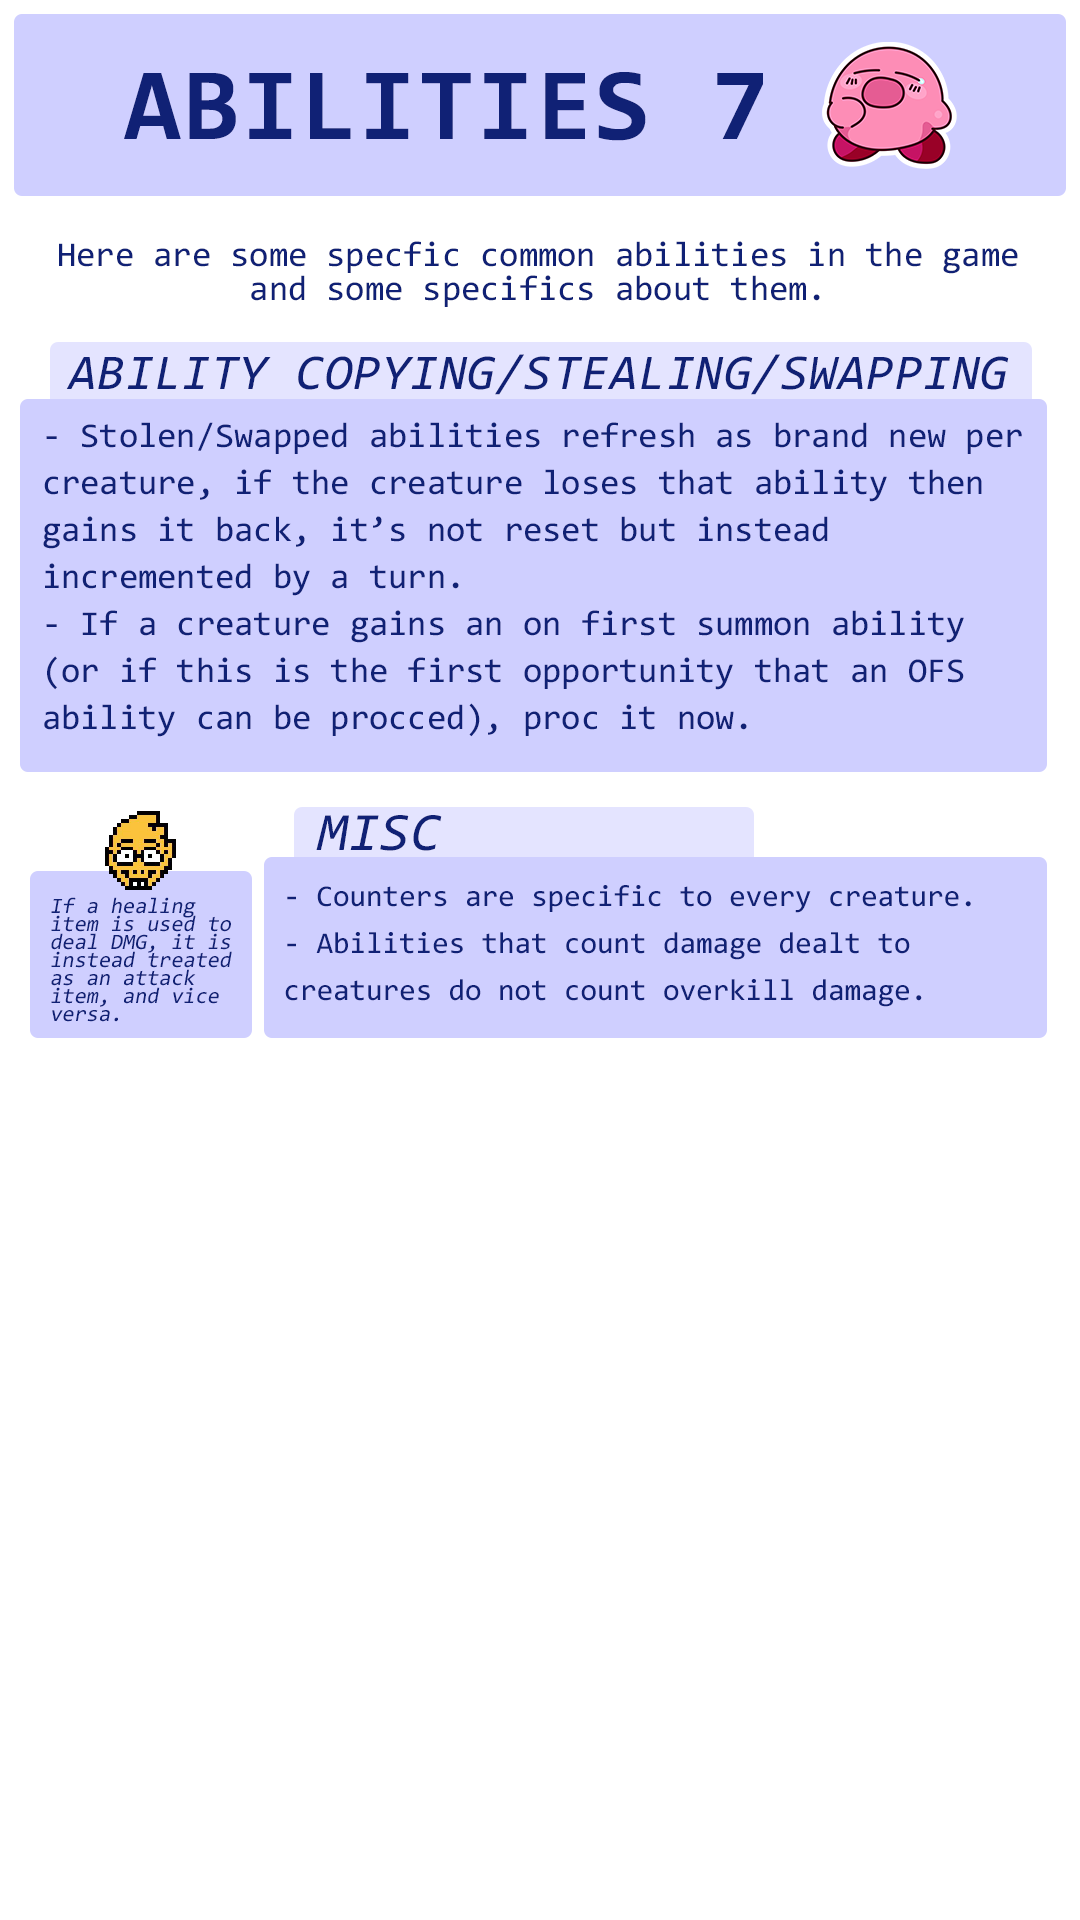 ABILITIES 7
Here are some specfic common abilities in the game
and some specifics about them.
ABILITY COPYING/STEALING/SWAPPING
- Stolen/Swapped abilities refresh as brand new per
creature, if the creature loses that ability then
gains it back, it’s not reset but instead
incremented by a turn.
- If a creature gains an on first summon ability
(or if this is the first opportunity that an OFS
ability can be procced), proc it now.
If a healing
item is used to
deal DMG, it is
instead treated
as an attack
item, and vice
versa.
MISC
- Counters are specific to every creature.
- Abilities that count damage dealt to
creatures do not count overkill damage.